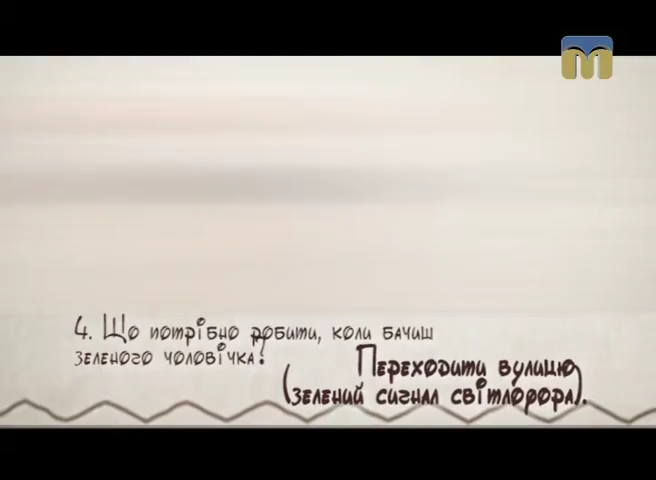 4. Що потрібно робити, коли бачиш
зеленого чоловічка?
Переходити вулицю
(зелений сигнал світлофора).